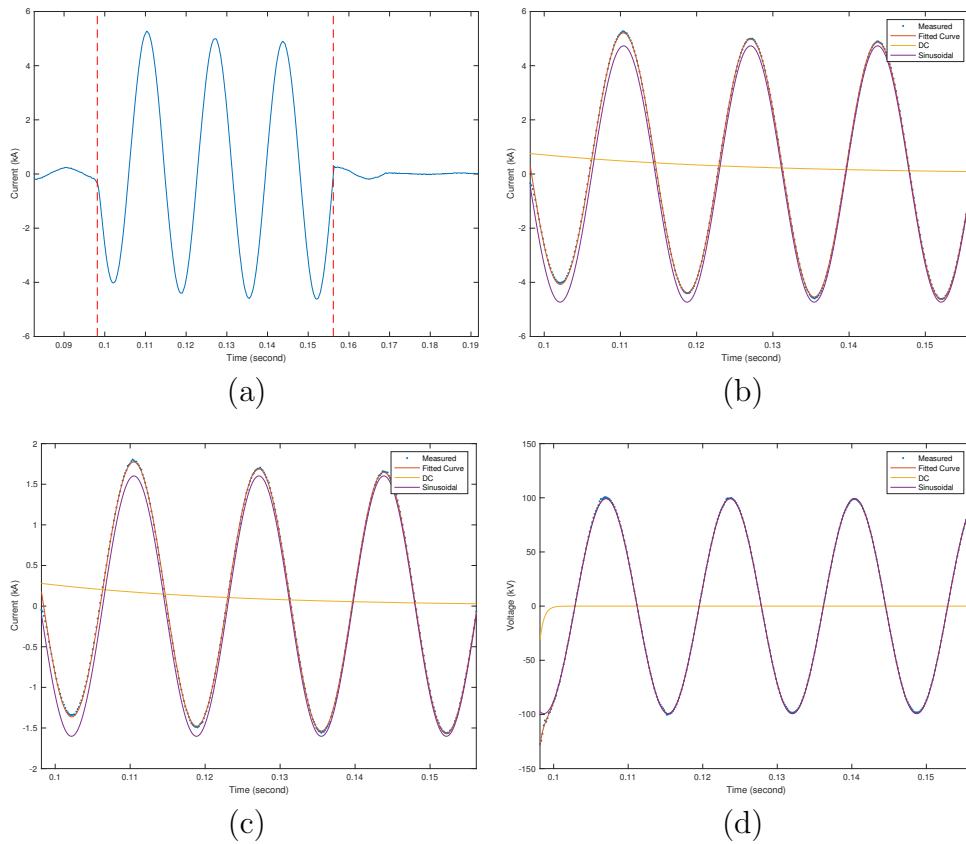 6
4
2
0
-2
-4
-6
Current (kA)
0.09 0.1 0.11 0.12 0.13 0.14 0.15 0.16 0.17 0.18 0.19
Time (second)
(a)
6
4
2
0
-2
-4
-6
Current (kA)
Measured
Fitted Curve
DC
Sinusoidal
0.1 0.11 0.12 0.13 0.14 0.15
Time (second)
(b)
2
1.5
1
0.5
0
-0.5
-1
-1.5
-2
Current (kA)
Measured
Fitted Curve
DC
Sinusoidal
0.1 0.11 0.12 0.13 0.14 0.15
Time (second)
(c)
150
100
50
0
-50
-100
-150
Voltage (kV)
Measured
Fitted Curve
DC
Sinusoidal
0.1 0.11 0.12 0.13 0.14 0.15
Time (second)
(d)